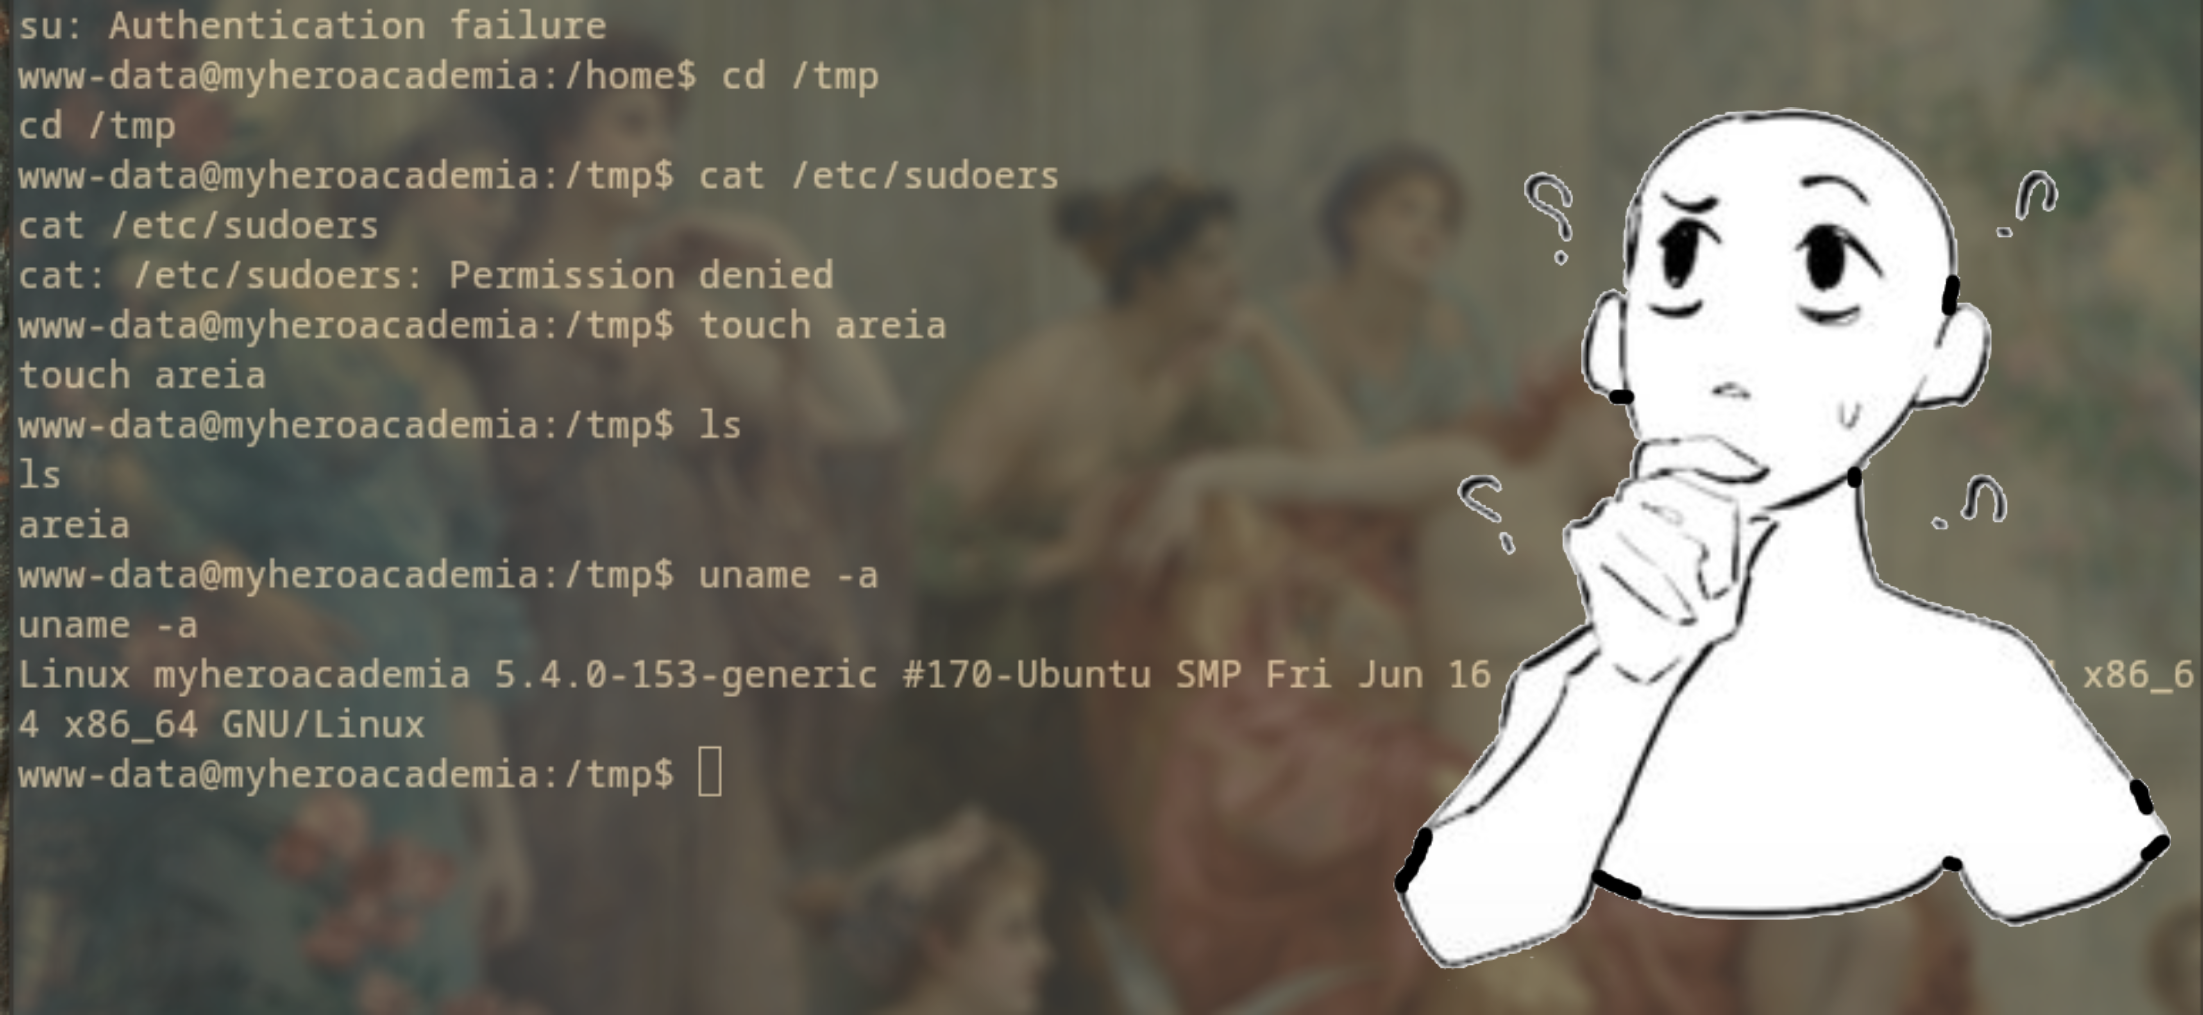 su: Authentication failure
www-data@myheroacademia:/home$ cd /tmp
cd /tmp
www-data@myheroacademia:/tmp$ cat /etc/sudoers
cat /etc/sudoers
cat: /etc/sudoers: Permission denied
www-data@myheroacademia:/tmp$ touch areia
touch areia
www-data@myheroacademia:/tmp$ ls
ls
areia
www-data@myheroacademia:/tmp$ uname -a
uname -a
Linux myheroacademia 5.4.0-153-generic #170-Ubuntu SMP Fri Jun 16 x86_6
4 x86_64 GNU/Linux
www-data@myheroacademia:/tmp$
? ?
? ?